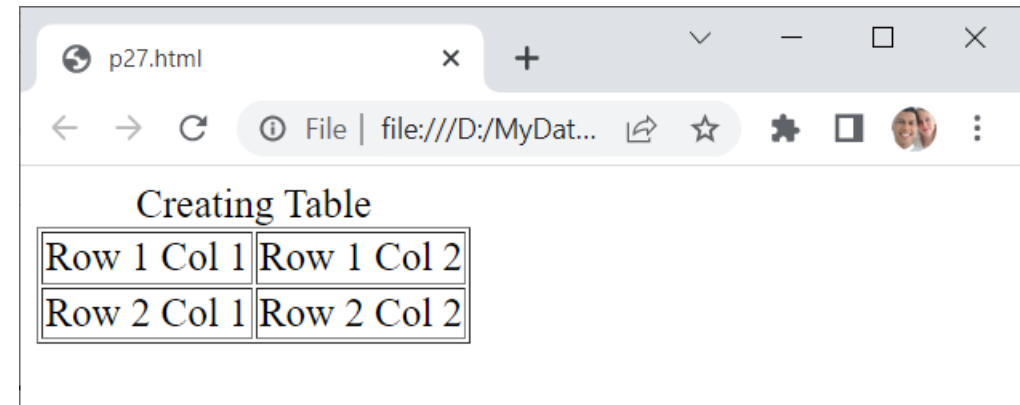 p27.html
File | file:///D:/MyDat...
Creating Table
Row 1 Col 1 Row 1 Col 2
Row 2 Col 1 Row 2 Col 2